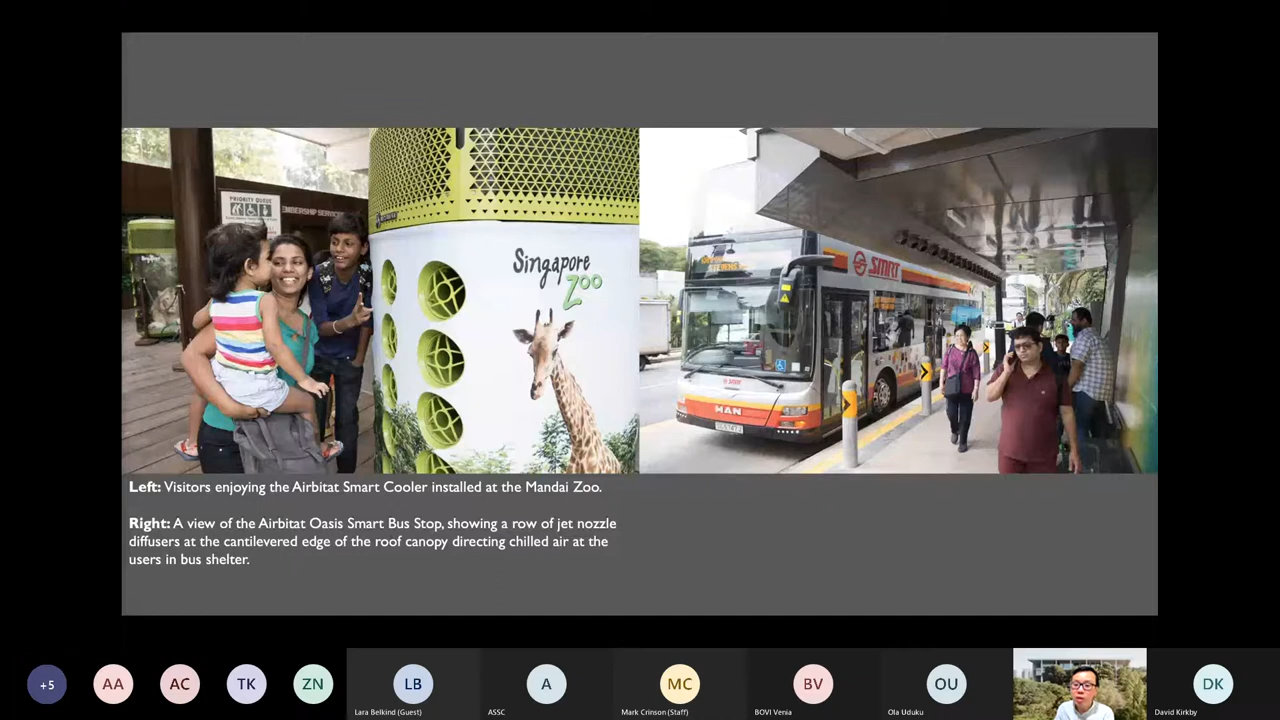 PRIORITY QUEUE
MEMBERSHIP SERVICES
Singapore
Zoo
SMRT
MAN
Left: Visitors enjoying the Airbitat Smart Cooler installed at the Mandai Zoo.
Right: A view of the Airbitat Oasis Smart Bus Stop, showing a row of jet nozzle
diffusers at the cantilevered edge of the roof canopy directing chilled air at the
users in bus shelter.
+5
AA
AC
TK
ZN
LB
A
MC
BV
OU
DK
Lara Belkind (Guest)
ASSC
Mark Crinson (Staff)
BOVI Venia
Ola Uduku
David Kirkby